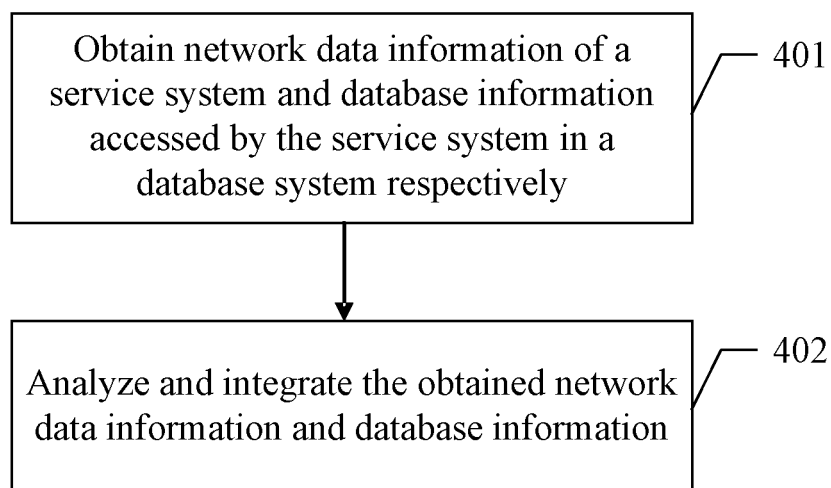 Obtain network data information of a
service system and database information
accessed by the service system in a
database system respectively
401
Analyze and integrate the obtained network
data information and database information
402